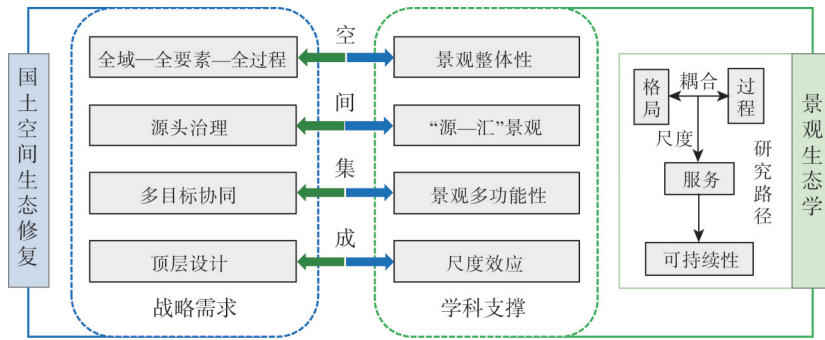 国土空间生态修复
全域—全要素—全过程
源头治理
多目标协同
顶层设计
战略需求
空间集成
景观整体性
“源—汇”景观
景观多功能性
尺度效应
学科支撑
格局
耦合
过程
尺度
服务
可持续性
研究路径
景观生态学